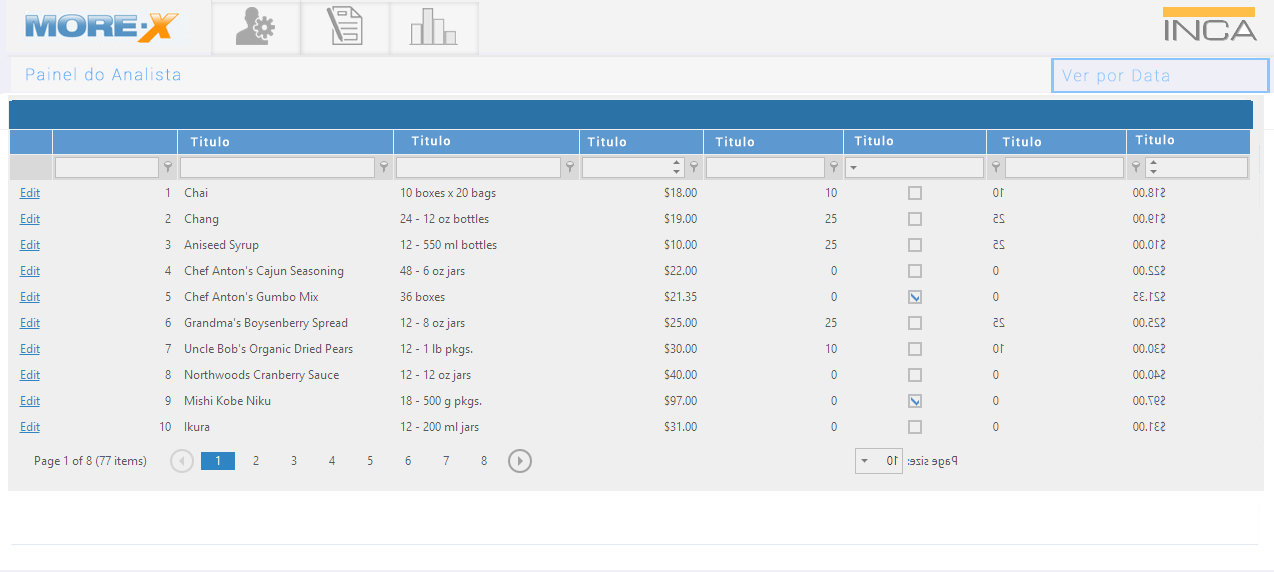 MORE-X
INCA
Painel do Analista
Ver por Data
Titulo Titulo Titulo Titulo Titulo Titulo Titulo
Edit 1 Chai 10 boxes x 20 bags $18.00 10 10 $18.00
Edit 2 Chang 24 - 12 oz bottles $19.00 25 25 $19.00
Edit 3 Aniseed Syrup 12 - 550 ml bottles $10.00 25 25 $10.00
Edit 4 Chef Anton's Cajun Seasoning 48 - 6 oz jars $22.00 0 0 $22.00
Edit 5 Chef Anton's Gumbo Mix 36 boxes $21.35 0 0 $21.35
Edit 6 Grandma's Boysenberry Spread 12 - 8 oz jars $25.00 25 25 $25.00
Edit 7 Uncle Bob's Organic Dried Pears 12 - 1 lb pkgs. $30.00 10 10 $30.00
Edit 8 Northwoods Cranberry Sauce 12 - 12 oz jars $40.00 0 0 $40.00
Edit 9 Mishi Kobe Niku 18 - 500 g pkgs. $97.00 0 0 $97.00
Edit 10 Ikura 12 - 200 ml jars $31.00 0 0 $31.00
Page 1 of 8 (77 items) 1 2 3 4 5 6 7 8 10 Page size: